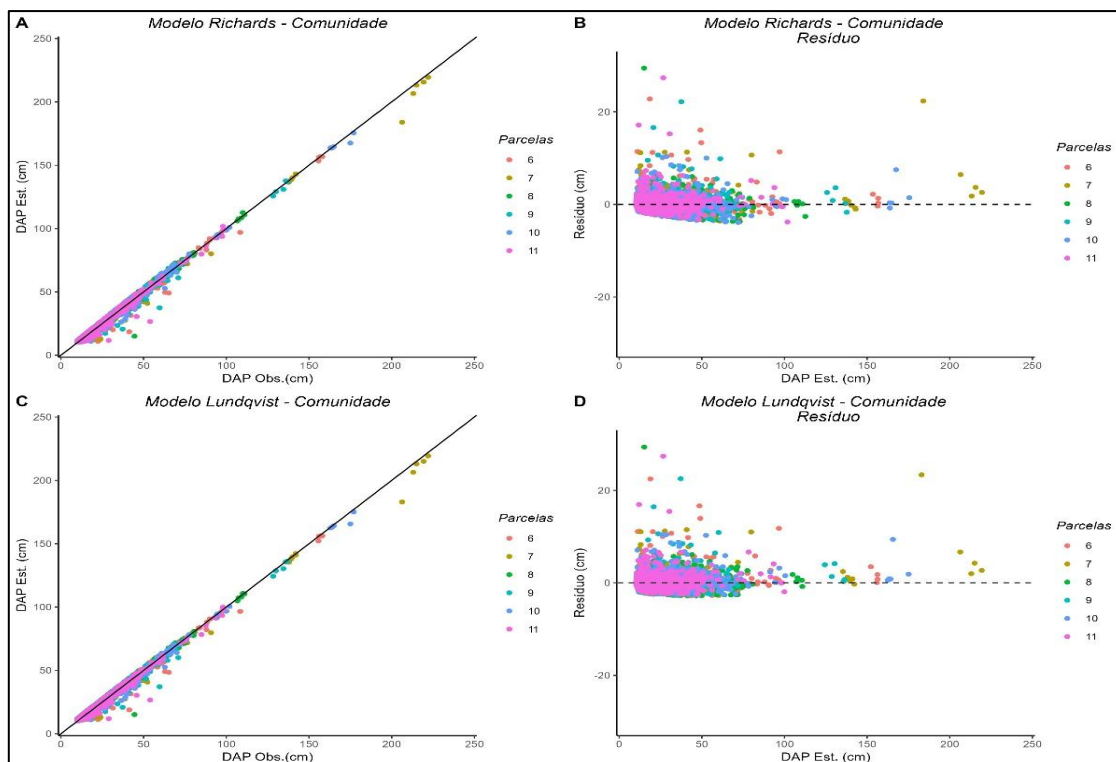 A
Modelo Richards - Comunidade
250
200
150
100
50
0
DAP Est. (cm)
0 50 100 150 200 250
DAP Obs.(cm)
Parcelas
6
7
8
9
10
11
B
Modelo Richards - Comunidade
Resíduo
20
0
-20
Resíduo (cm)
0 50 100 150 200 250
DAP Est. (cm)
Parcelas
6
7
8
9
10
11
C
Modelo Lundqvist - Comunidade
250
200
150
100
50
0
DAP Est. (cm)
0 50 100 150 200 250
DAP Obs.(cm)
Parcelas
6
7
8
9
10
11
D
Modelo Lundqvist - Comunidade
Resíduo
20
0
-20
Resíduo (cm)
0 50 100 150 200 250
DAP Est. (cm)
Parcelas
6
7
8
9
10
11